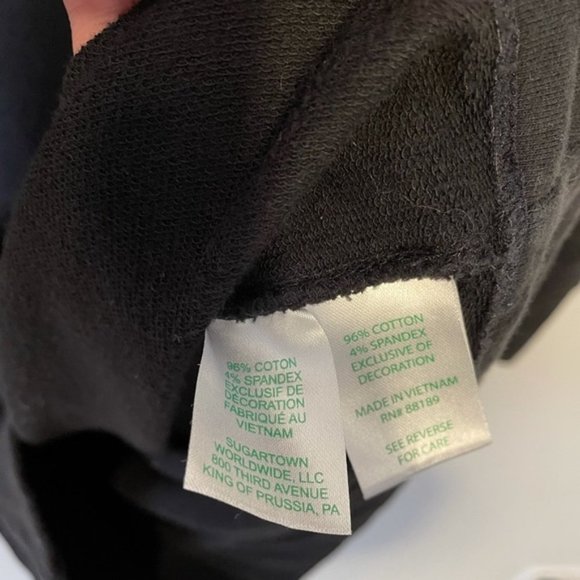 96% COTON
4% SPANDEX
EXCLUSIF DE
DÉCORATION
FABRIQUÉ AU
VIETNAM
SUGARTOWN
WORLDWIDE, LLC
800 THIRD AVENUE
KING OF PRUSSIA, PA
96% COTTON
4% SPANDEX
EXCLUSIVE OF
DECORATION
MADE IN VIETNAM
RN# 88189
SEE REVERSE
FOR CARE